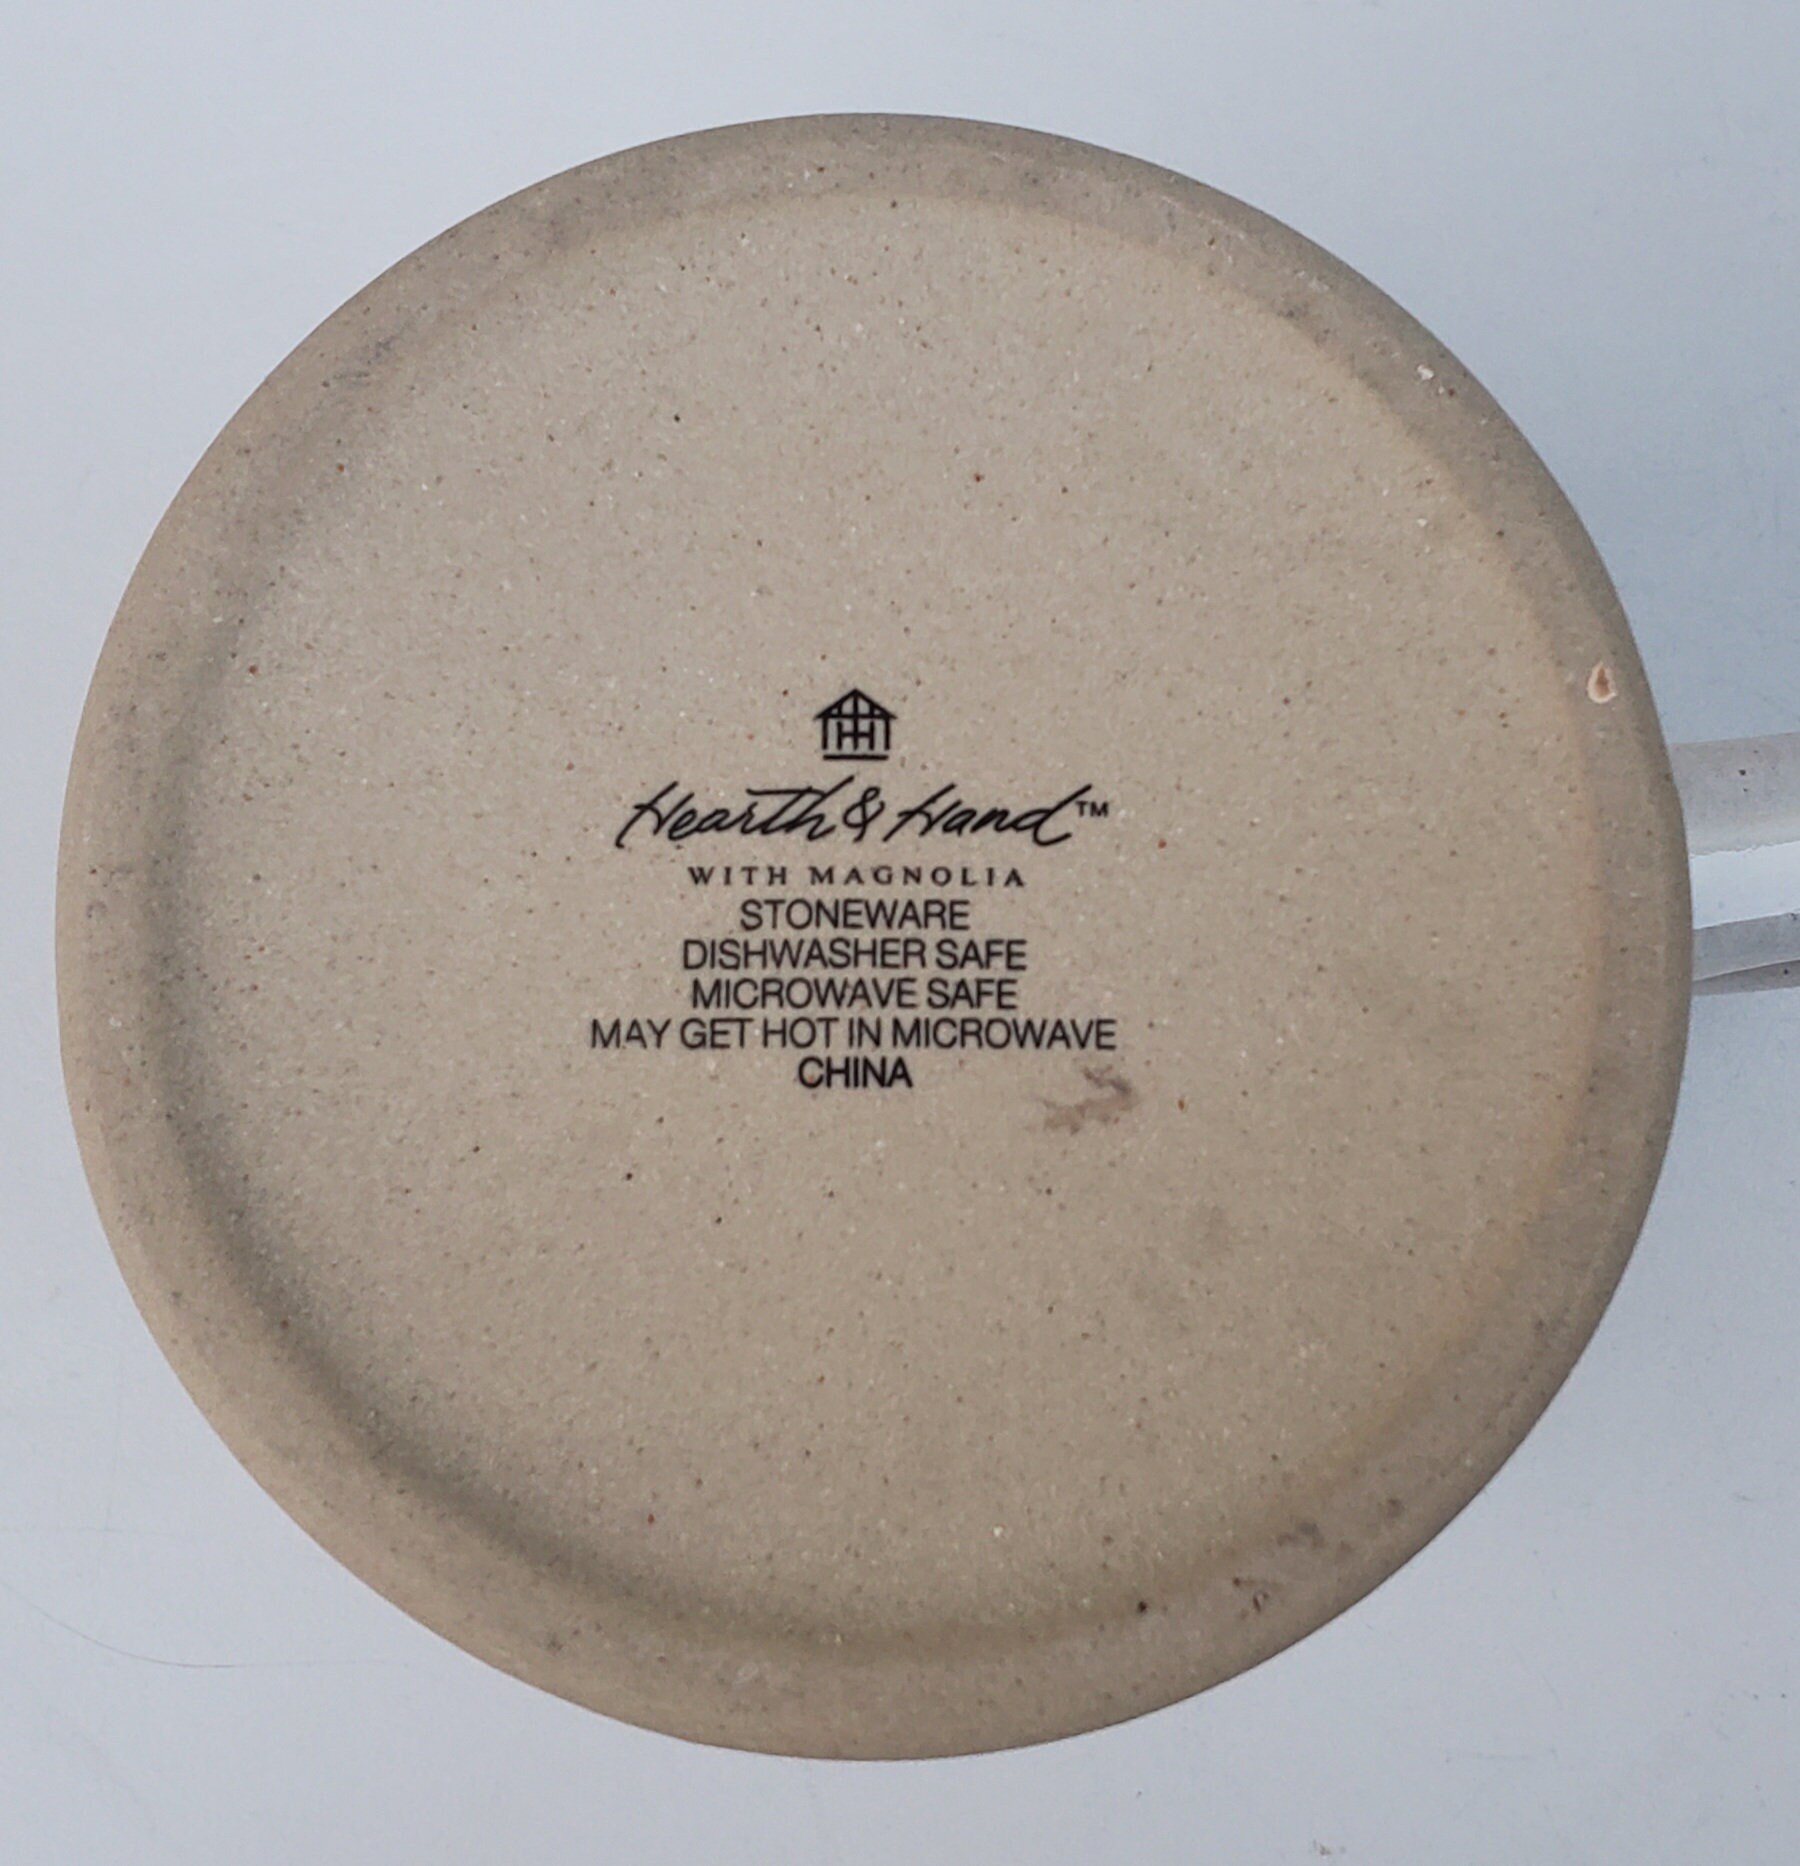 Hearth & Hand™
WITH MAGNOLIA
STONEWARE
DISHWASHER SAFE
MICROWAVE SAFE
MAY GET HOT IN MICROWAVE
CHINA